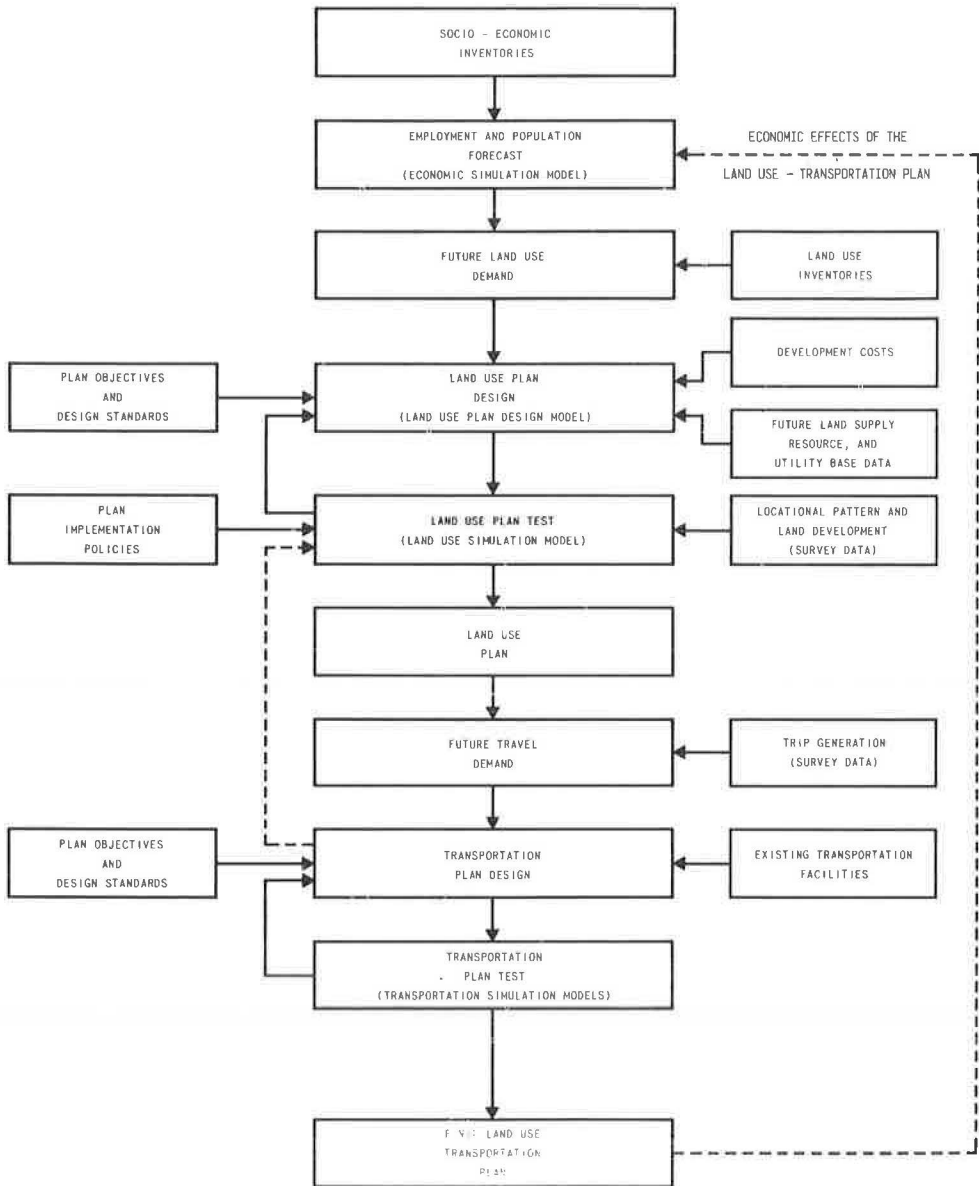 SOCIO - ECONOMIC
INVENTORIES
EMPLOYMENT AND POPULATION
FORECAST
(ECONOMIC SIMULATION MODEL)
ECONOMIC EFFECTS OF THE
LAND USE - TRANSPORTATION PLAN
FUTURE LAND USE
DEMAND
LAND USE
INVENTORIES
DEVELOPMENT COSTS
PLAN OBJECTIVES
AND
DESIGN STANDARDS
LAND USE PLAN
DESIGN
(LAND USE PLAN DESIGN MODEL)
FUTURE LAND SUPPLY
RESOURCE, AND
UTILITY BASE DATA
PLAN
IMPLEMENTATION
POLICIES
LAND USE PLAN TEST
(LAND USE SIMULATION MODEL)
LOCATIONAL PATTERN AND
LAND DEVELOPMENT
(SURVEY DATA)
LAND USE
PLAN
FUTURE TRAVEL
DEMAND
TRIP GENERATION
(SURVEY DATA)
PLAN OBJECTIVES
AND
DESIGN STANDARDS
TRANSPORTATION
PLAN DESIGN
EXISTING TRANSPORTATION
FACILITIES
TRANSPORTATION
PLAN TEST
(TRANSPORTATION SIMULATION MODELS)
LAND USE
TRANSPORTATION
PLAN